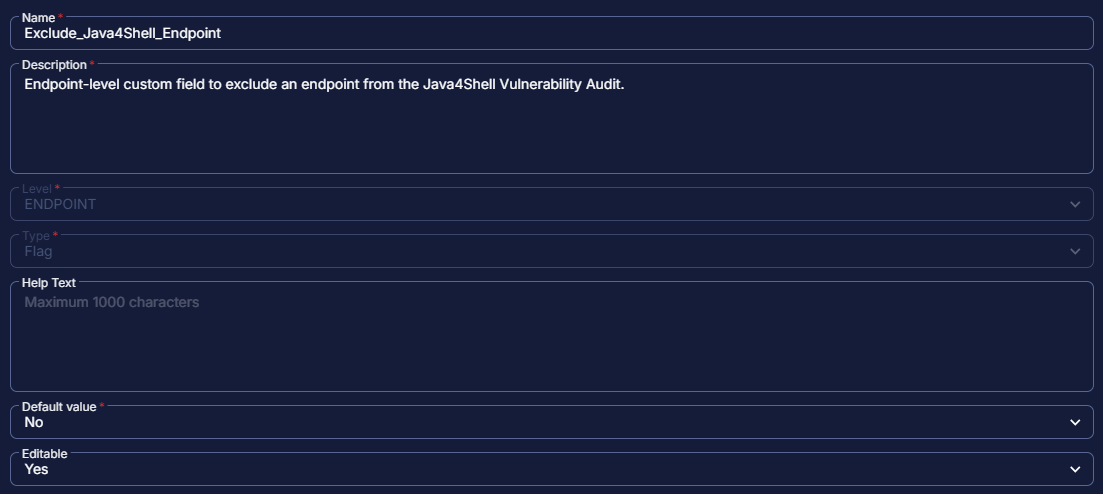 Name *
Exclude_Java4Shell_Endpoint
Description *
Endpoint-level custom field to exclude an endpoint from the Java4Shell Vulnerability Audit.
Level *
ENDPOINT
Type *
Flag
Help Text
Maximum 1000 characters
Default value *
No
Editable
Yes